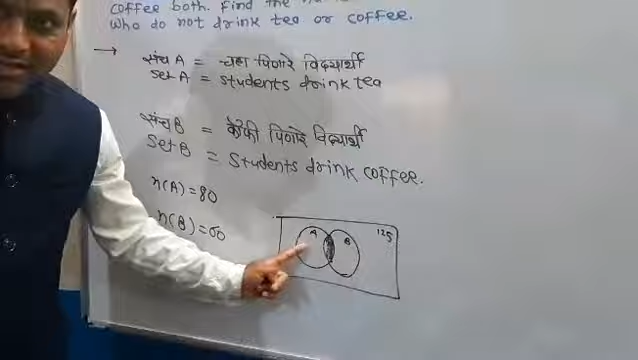 coffee both. Find the
who do not drink tea or coffee.
→ संच A = चहा पिणारे विद्यार्थी
Set A = Students drink tea
संच B = कॉफी पिणारे विद्यार्थी
Set B = Students drink coffee.
n(A) = 80
n(B) = 60
A B 125